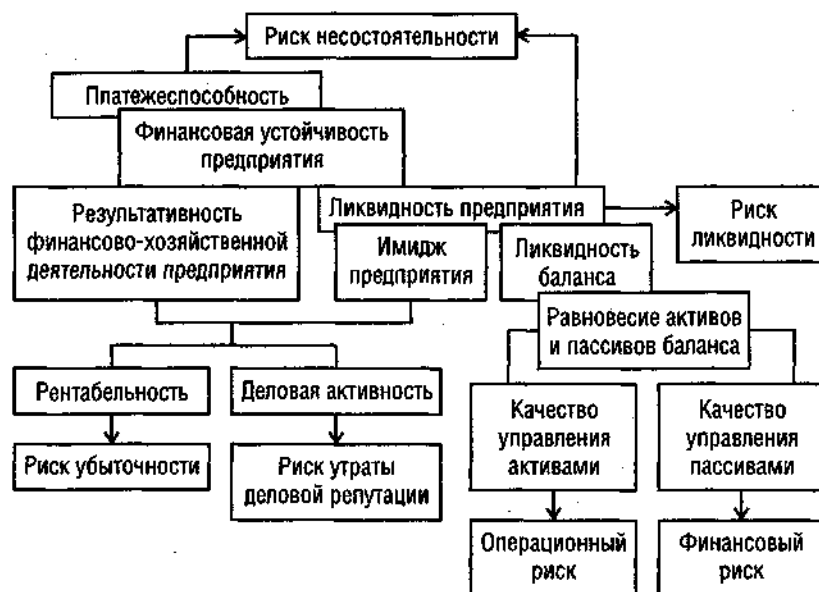 Риск несостоятельности
Платежеспособность
Финансовая устойчивость
предприятия
Результативность
финансово-хозяйственной
деятельности предприятия
Ликвидность предприятия
Риск
ликвидности
Имидж
предприятия
Ликвидность
баланса
Равновесие активов
и пассивов баланса
Рентабельность
Деловая активность
Качество
управления
активами
Качество
управления
пассивами
Риск убыточности
Риск утраты
деловой репутации
Операционный
риск
Финансовый
риск